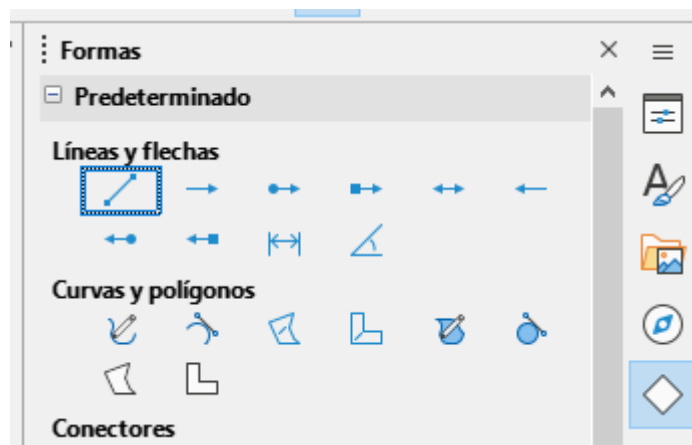 Formas
Predeterminado
Líneas y flechas
Curvas y polígonos
Conectores